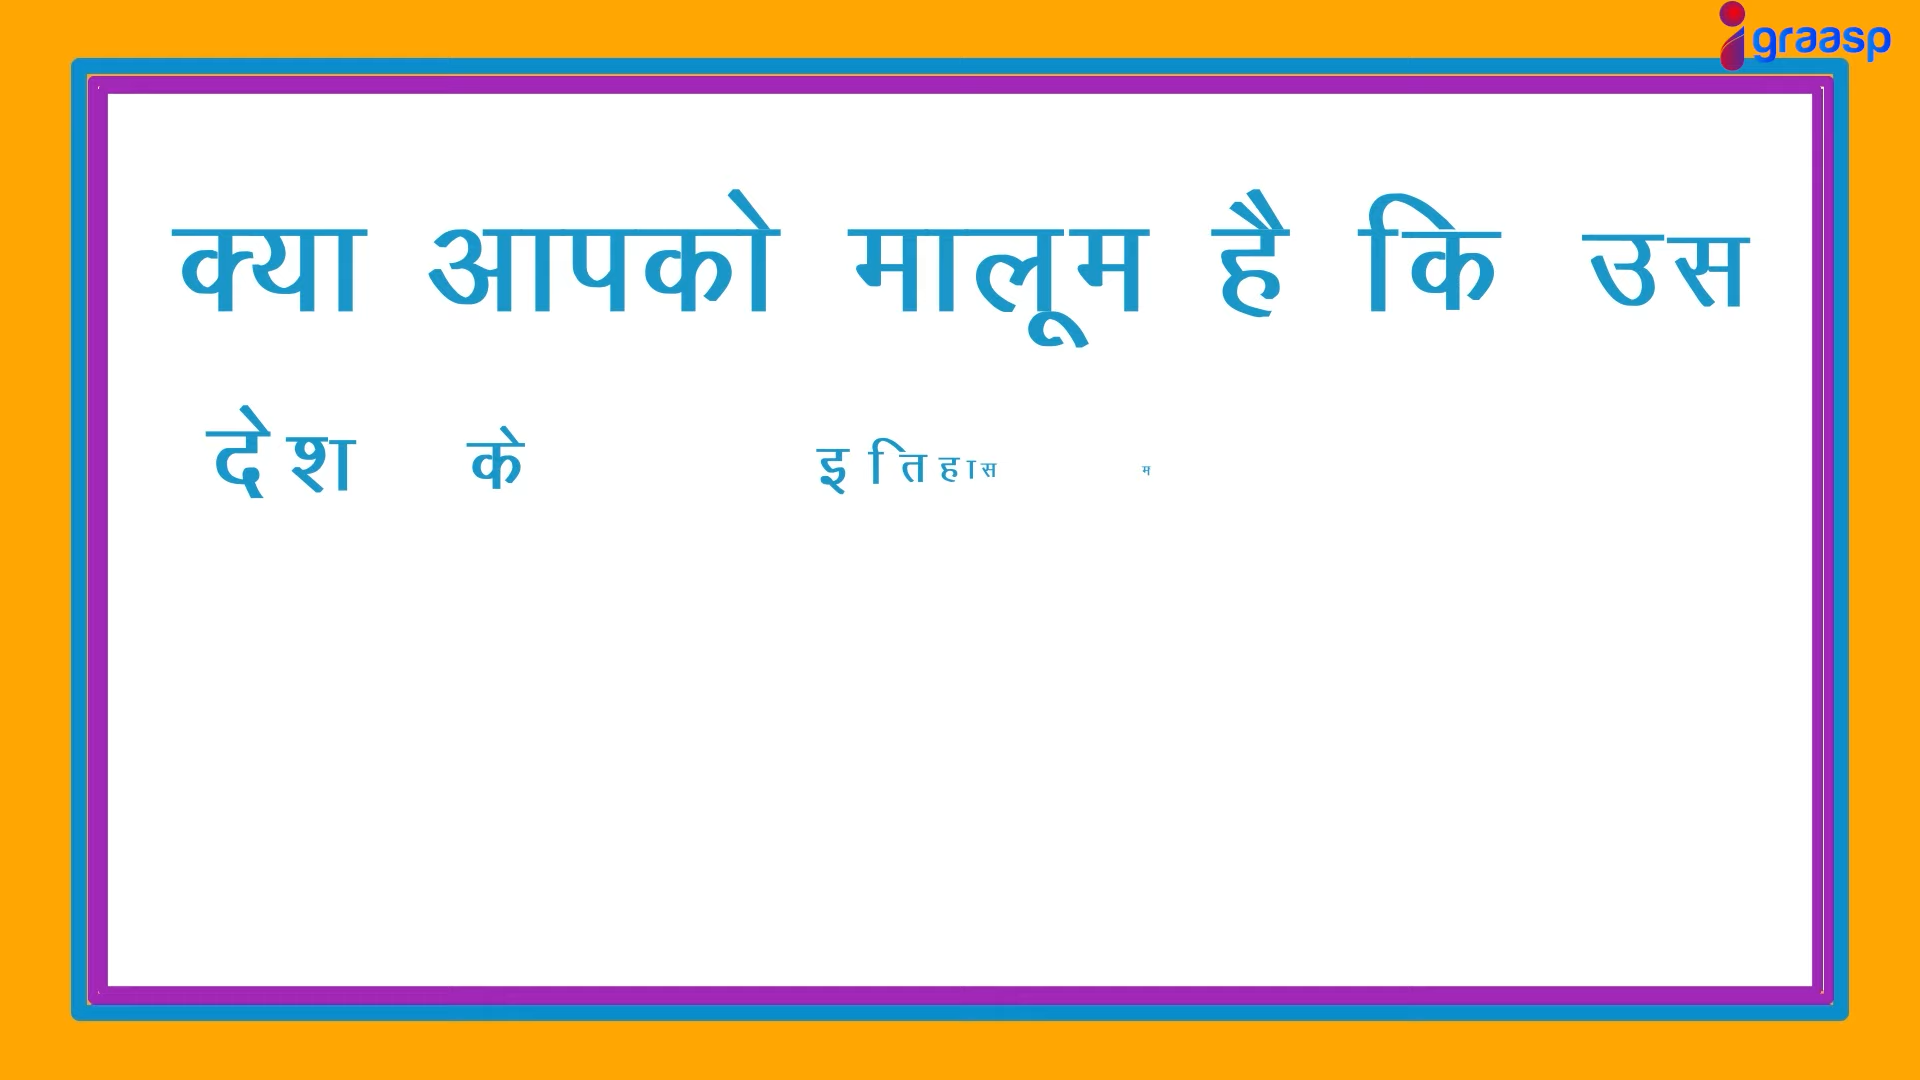 igraasp
क्या आपको मालूम है कि उस
देश के इतिहास म